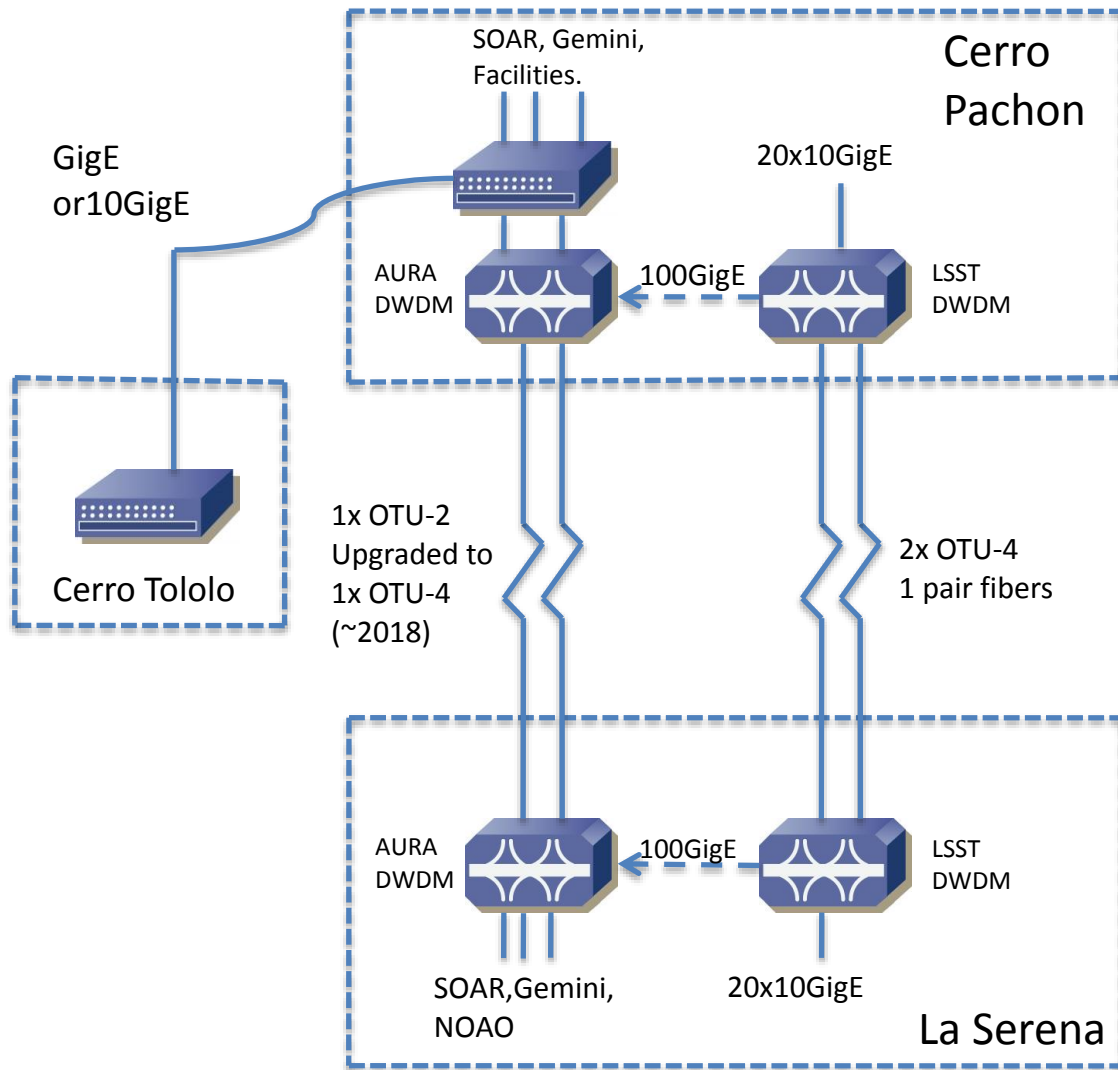 SOAR, Gemini,
Facilities.
Cerro
Pachon
GigE
or10GigE
20x10GigE
AURA
DWDM
100GigE
LSST
DWDM
Cerro Tololo
1x OTU-2
Upgraded to
1x OTU-4
(~2018)
2x OTU-4
1 pair fibers
AURA
DWDM
100GigE
LSST
DWDM
SOAR,Gemini,
NOAO
20x10GigE
La Serena